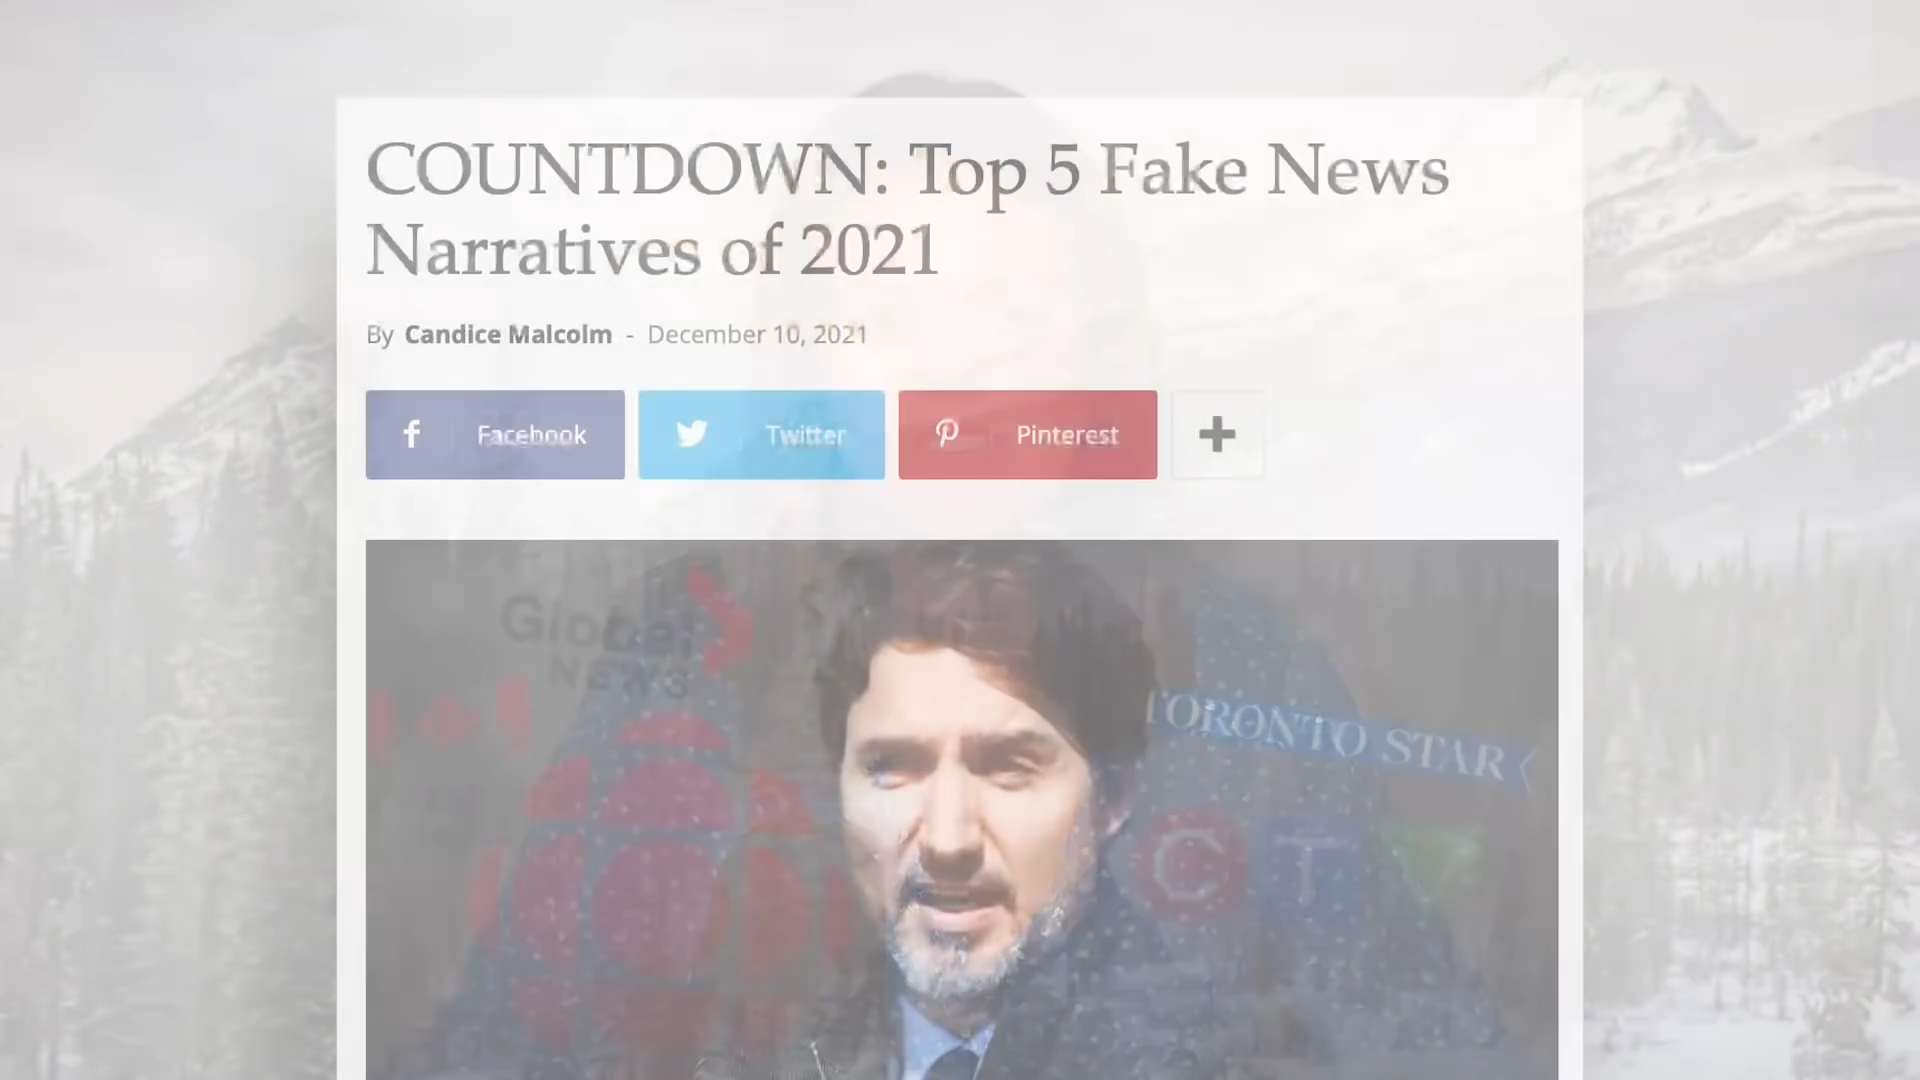 COUNTDOWN: Top 5 Fake News
Narratives of 2021
By Candice Malcolm - December 10, 2021
Facebook
Twitter
Pinterest
Global
NEWS
TORONTO STAR
CTV